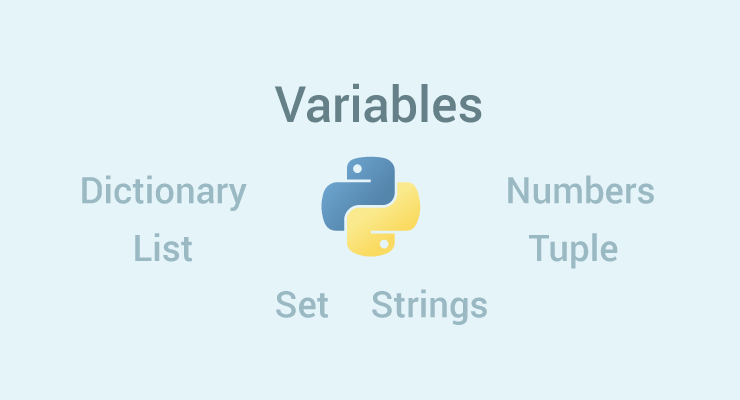 Variables
Dictionary Numbers
List Tuple
Set Strings